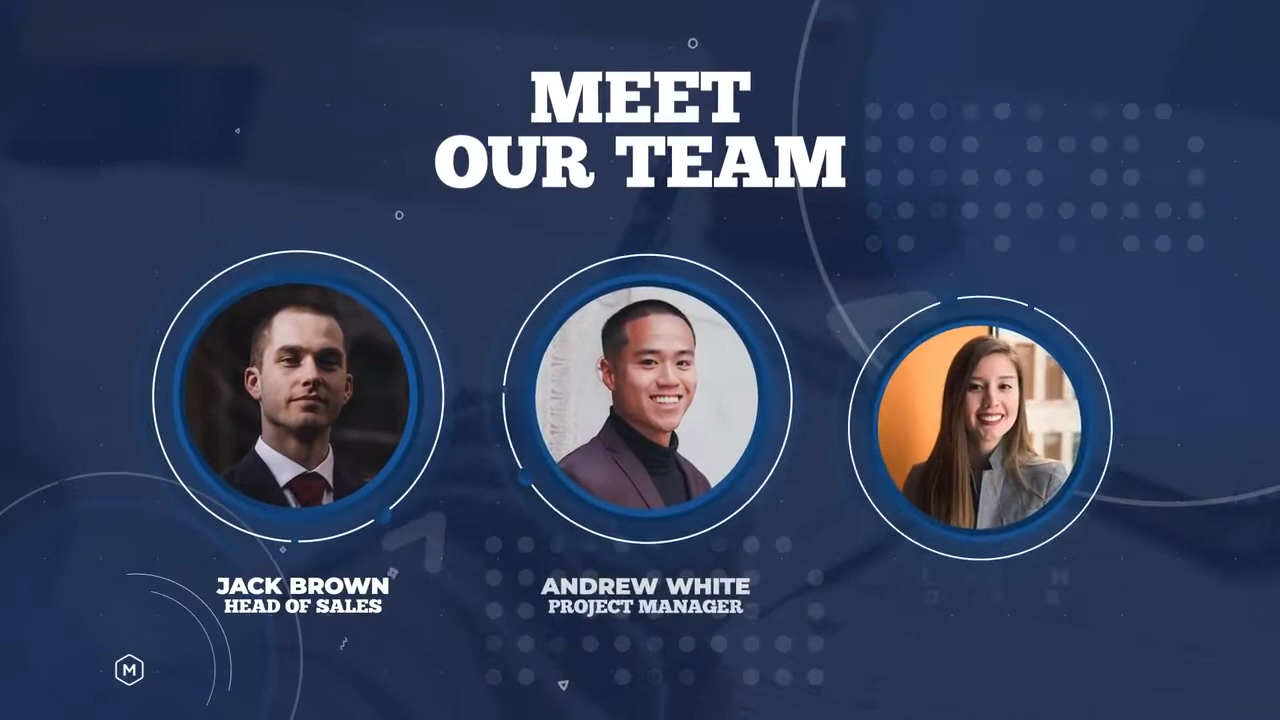 MEET
OUR TEAM
JACK BROWN
HEAD OF SALES
ANDREW WHITE
PROJECT MANAGER
M